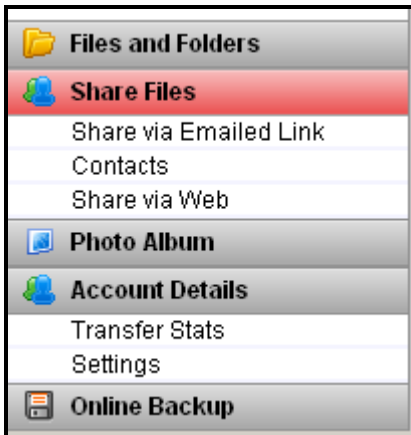 Files and Folders
Share Files
Share via Emailed Link
Contacts
Share via Web
Photo Album
Account Details
Transfer Stats
Settings
Online Backup